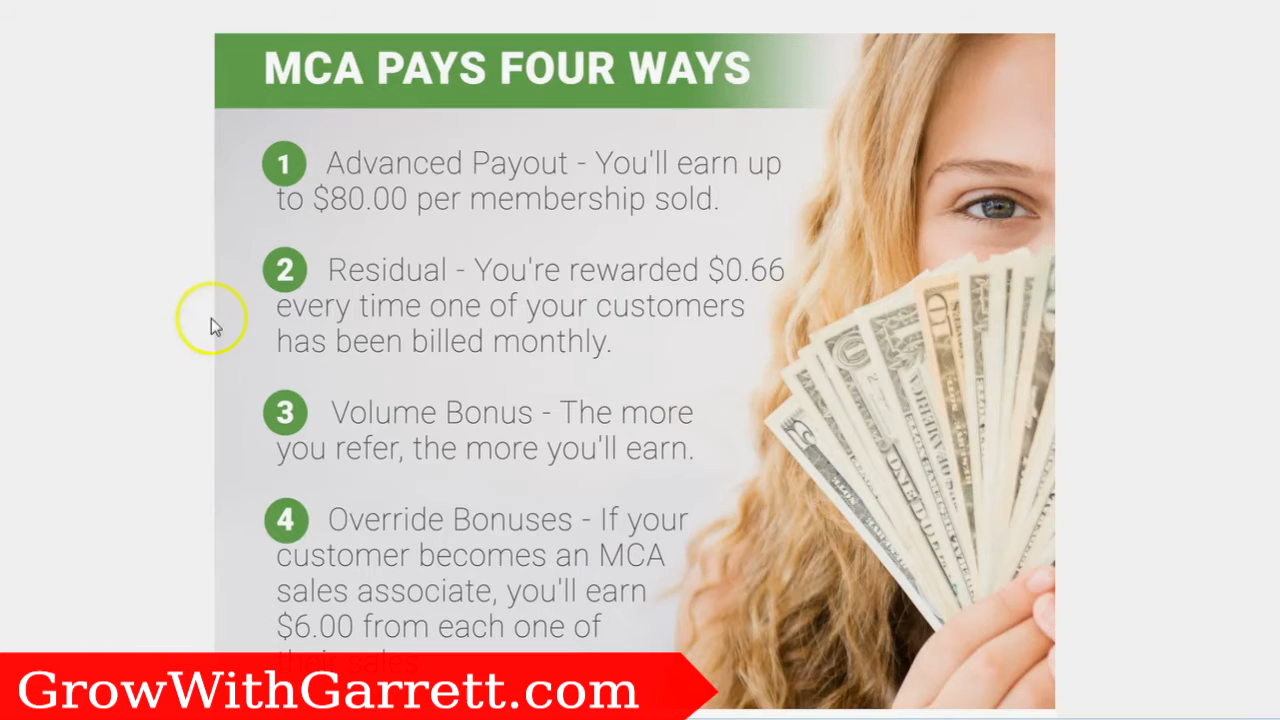 MCA PAYS FOUR WAYS
1 Advanced Payout - You'll earn up
to $80.00 per membership sold.
2 Residual - You're rewarded $0.66
every time one of your customers
has been billed monthly.
3 Volume Bonus - The more
you refer, the more you'll earn.
4 Override Bonuses - If your
customer becomes an MCA
sales associate, you'll earn
$6.00 from each one of
their sales.
GrowWithGarrett.com